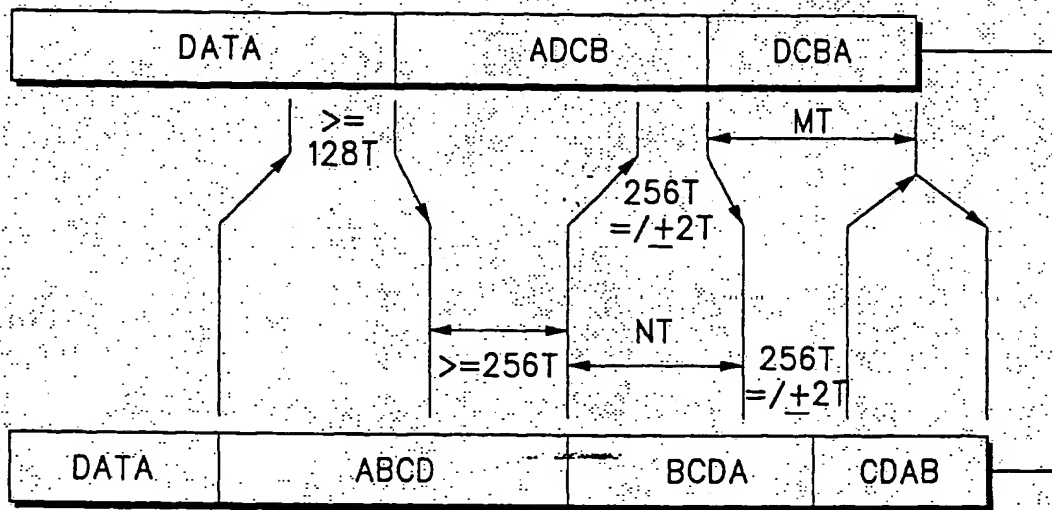 DATA ADCB DCBA
>=
128T
MT
256T
=/±2T
NT
>=256T
256T
=/±2T
DATA ABCD BCDA CDAB